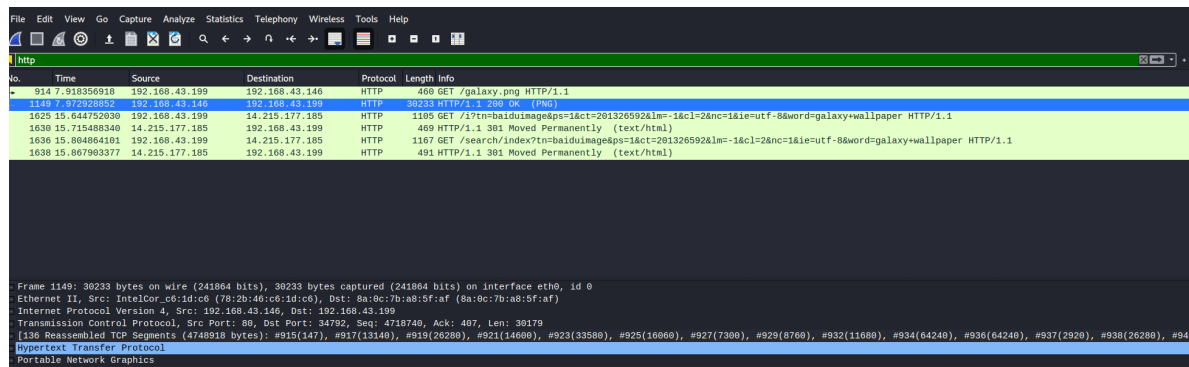 File Edit View Go Capture Analyze Statistics Telephony Wireless Tools Help
http
No. Time Source Destination Protocol Length Info
914 7.918356918 192.168.43.199 192.168.43.146 HTTP 460 GET /galaxy.png HTTP/1.1
1149 7.972928852 192.168.43.146 192.168.43.199 HTTP 30233 HTTP/1.1 200 OK (PNG)
1625 15.644752030 192.168.43.199 14.215.177.185 HTTP 1105 GET /i?tn=baiduimage&ps=1&ct=201326592&lm=-1&cl=2&nc=1&ie=utf-8&word=galaxy+wallpaper HTTP/1.1
1630 15.715488340 14.215.177.185 192.168.43.199 HTTP 469 HTTP/1.1 301 Moved Permanently (text/html)
1636 15.804864101 192.168.43.199 14.215.177.185 HTTP 1167 GET /search/index?tn=baiduimage&ps=1&ct=201326592&lm=-1&cl=2&nc=1&ie=utf-8&word=galaxy+wallpaper HTTP/1.1
1638 15.867903377 14.215.177.185 192.168.43.199 HTTP 491 HTTP/1.1 301 Moved Permanently (text/html)
Frame 1149: 30233 bytes on wire (241864 bits), 30233 bytes captured (241864 bits) on interface eth0, id 0
Ethernet II, Src: IntelCor_c6:1d:c6 (78:2b:46:c6:1d:c6), Dst: 8a:0c:7b:a8:5f:af (8a:0c:7b:a8:5f:af)
Internet Protocol Version 4, Src: 192.168.43.146, Dst: 192.168.43.199
Transmission Control Protocol, Src Port: 80, Dst Port: 34792, Seq: 4718740, Ack: 407, Len: 30179
[136 Reassembled TCP Segments (4748918 bytes): #915(147), #917(13140), #919(26280), #921(14600), #923(33580), #925(16060), #927(7300), #929(8760), #932(11680), #934(64240), #936(64240), #937(2920), #938(26280), #94
Hypertext Transfer Protocol
Portable Network Graphics